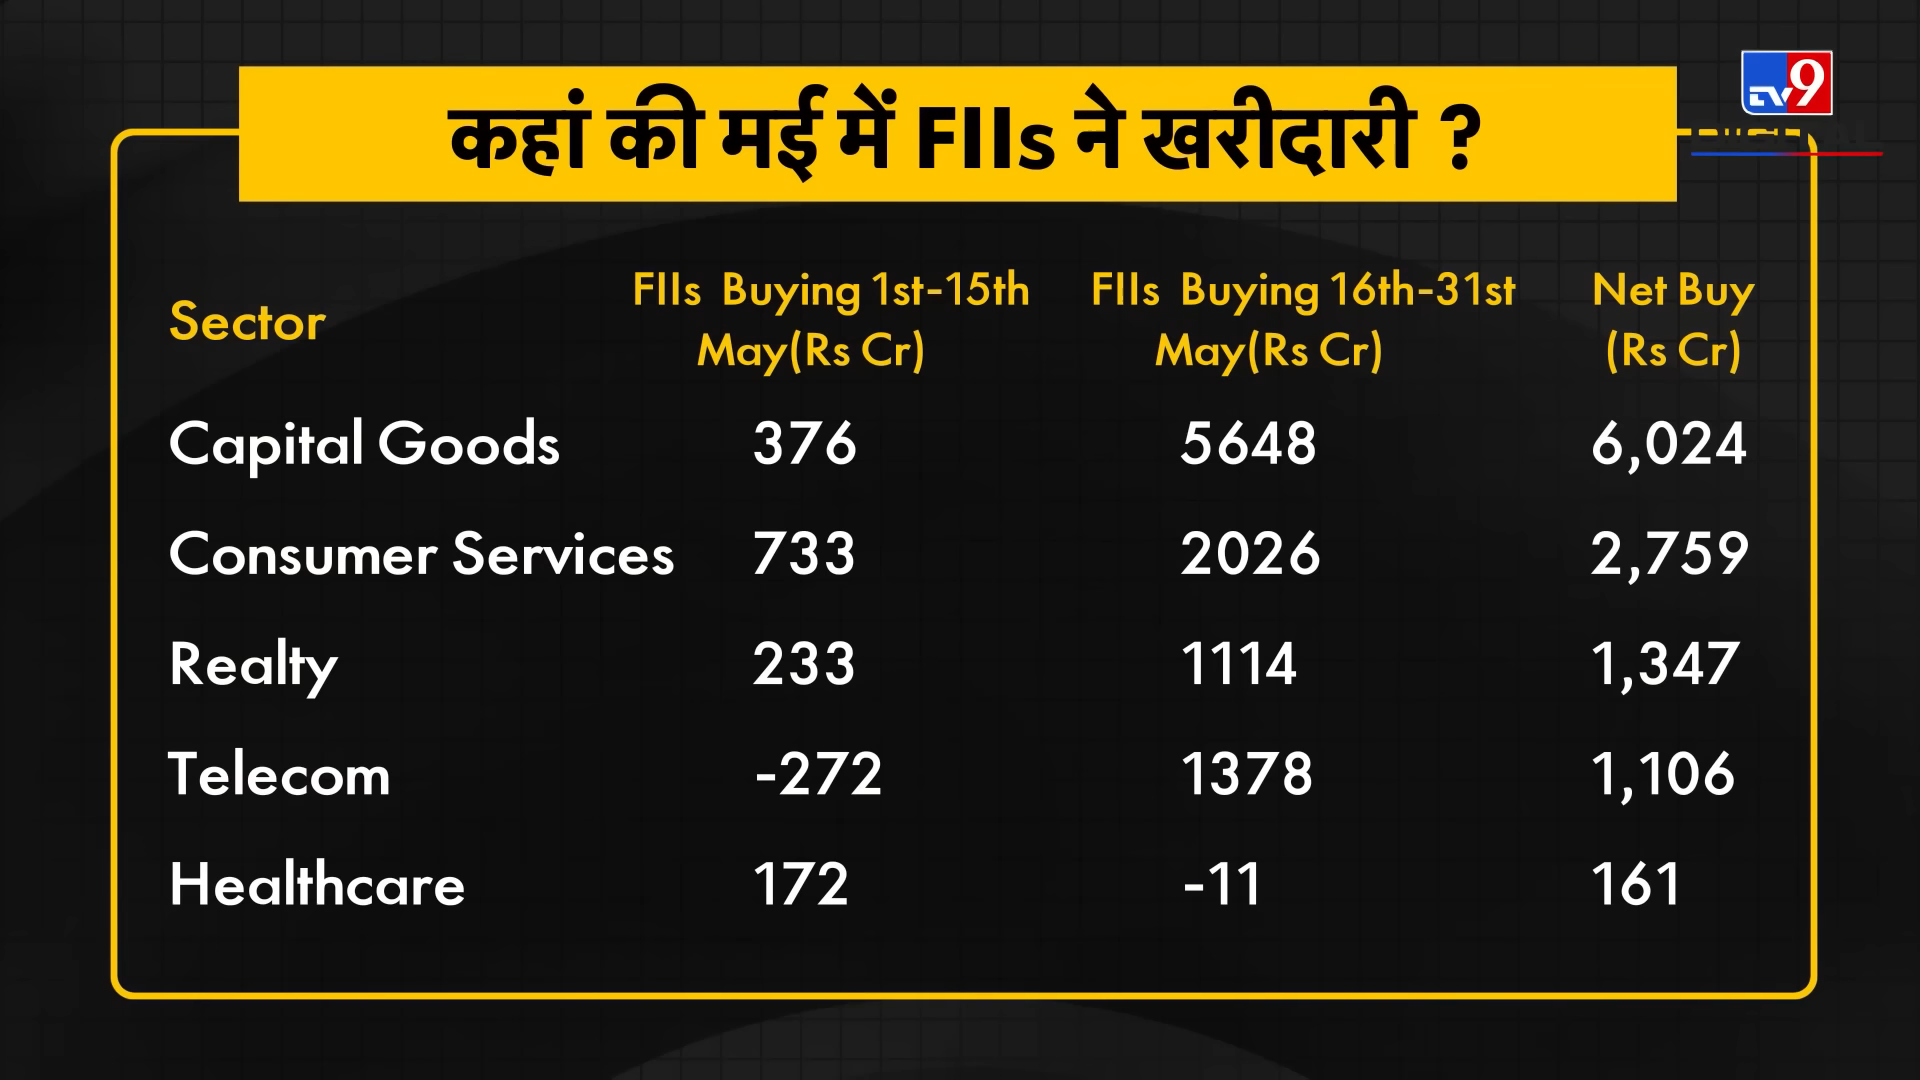 TV9
कहां की मई में FIIs ने खरीदारी ?
Sector FIIs Buying 1st-15th May(Rs Cr) FIIs Buying 16th-31st May(Rs Cr) Net Buy (Rs Cr)
Capital Goods 376 5648 6,024
Consumer Services 733 2026 2,759
Realty 233 1114 1,347
Telecom -272 1378 1,106
Healthcare 172 -11 161